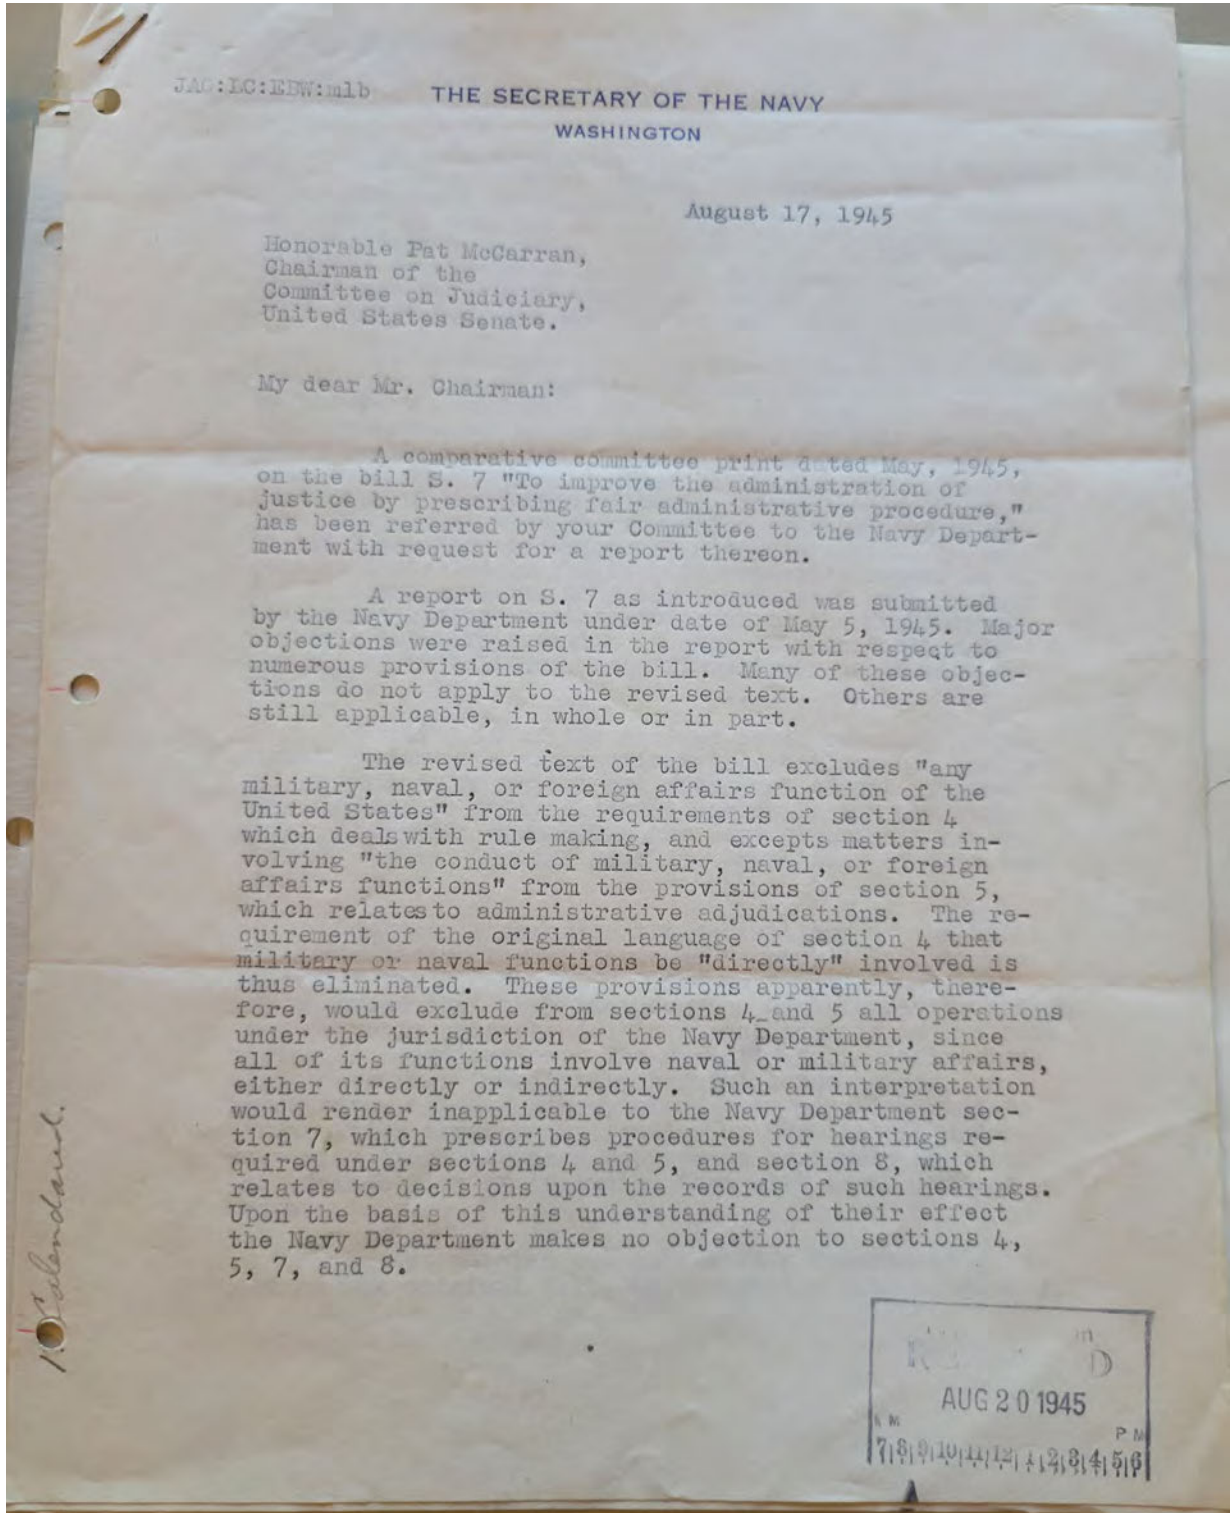 JAG:LC:EBW:mlb
THE SECRETARY OF THE NAVY
WASHINGTON
August 17, 1945
Honorable Pat McCarran,
Chairman of the
Committee on Judiciary,
United States Senate.
My dear Mr. Chairman:
A comparative committee print dated May, 1945,
on the bill S. 7 "To improve the administration of
justice by prescribing fair administrative procedure,"
has been referred by your Committee to the Navy Depart-
ment with request for a report thereon.
A report on S. 7 as introduced was submitted
by the Navy Department under date of May 5, 1945. Major
objections were raised in the report with respect to
numerous provisions of the bill. Many of these objec-
tions do not apply to the revised text. Others are
still applicable, in whole or in part.
The revised text of the bill excludes "any
military, naval, or foreign affairs function of the
United States" from the requirements of section 4
which deals with rule making, and excepts matters in-
volving "the conduct of military, naval, or foreign
affairs functions" from the provisions of section 5,
which relates to administrative adjudications. The re-
quirement of the original language of section 4 that
military or naval functions be "directly" involved is
thus eliminated. These provisions apparently, there-
fore, would exclude from sections 4 and 5 all operations
under the jurisdiction of the Navy Department, since
all of its functions involve naval or military affairs,
either directly or indirectly. Such an interpretation
would render inapplicable to the Navy Department sec-
tion 7, which prescribes procedures for hearings re-
quired under sections 4 and 5, and section 8, which
relates to decisions upon the records of such hearings.
Upon the basis of this understanding of their effect
the Navy Department makes no objection to sections 4,
5, 7, and 8.
Calendared.
AUG 20 1945
AM
PM
7 8 9 10 11 12 1 2 3 4 5 6